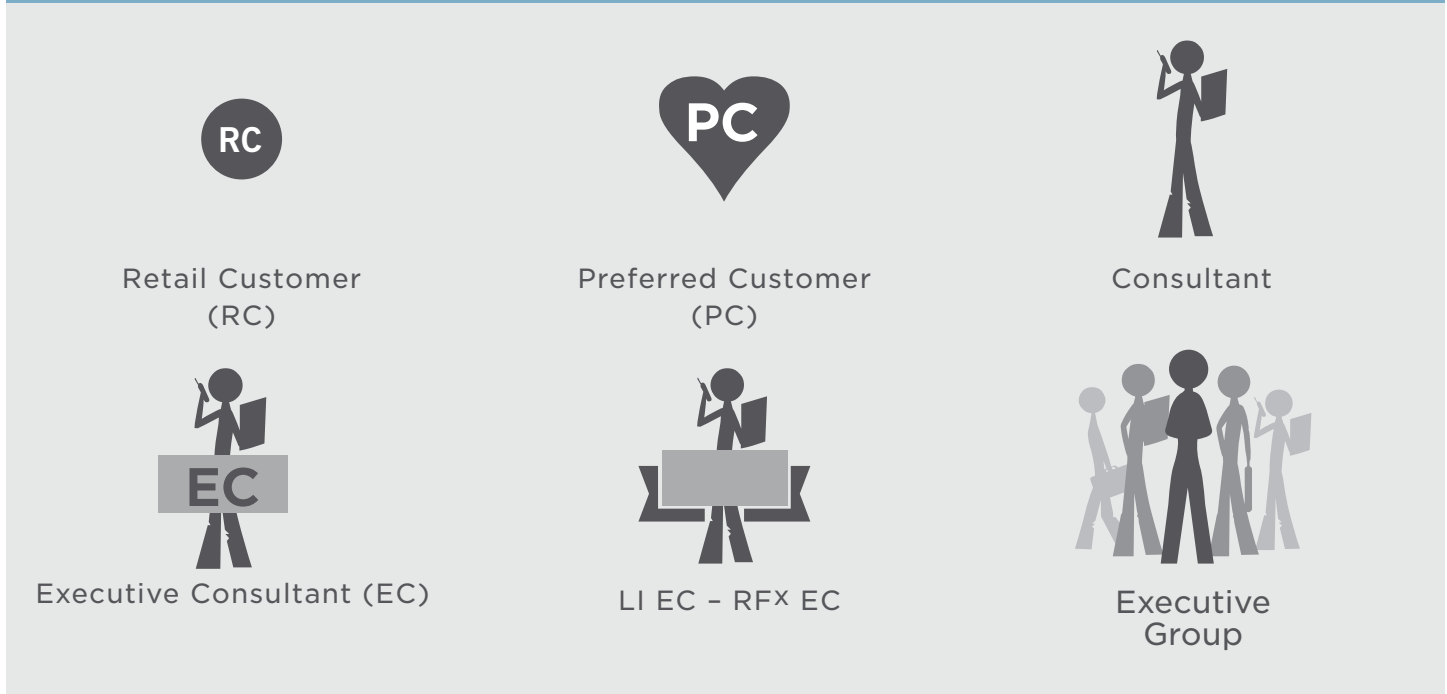 RC
PC
Retail Customer
(RC)
Preferred Customer
(PC)
Consultant
EC
Executive Consultant (EC)
LI EC – RFx EC
Executive
Group